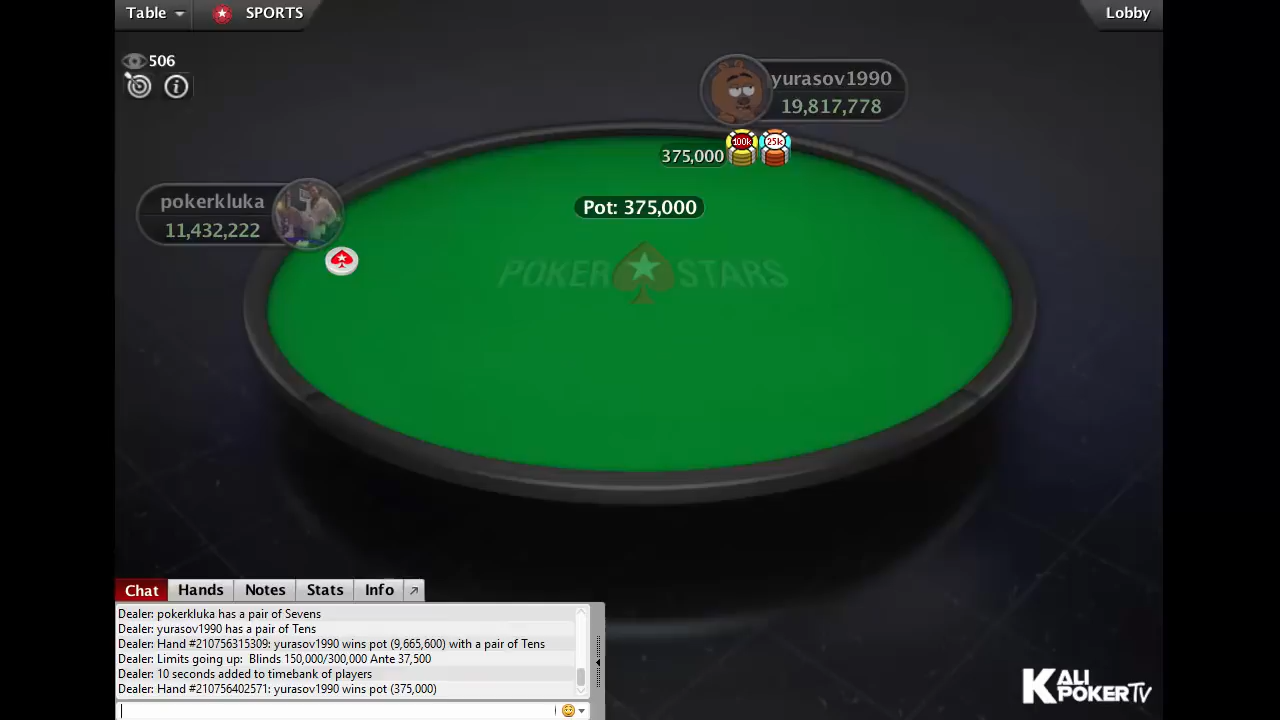 Table
SPORTS
Lobby
506
yurasov1990
19,817,778
100k
25k
375,000
pokerkluka
11,432,222
Pot: 375,000
POKER STARS
Chat
Hands
Notes
Stats
Info
Dealer: pokerkluka has a pair of Sevens
Dealer: yurasov1990 has a pair of Tens
Dealer: Hand #210756315309: yurasov1990 wins pot (9,665,600) with a pair of Tens
Dealer: Limits going up: Blinds 150,000/300,000 Ante 37,500
Dealer: 10 seconds added to timebank of players
Dealer: Hand #210756402571: yurasov1990 wins pot (375,000)
KALI
POKER TV